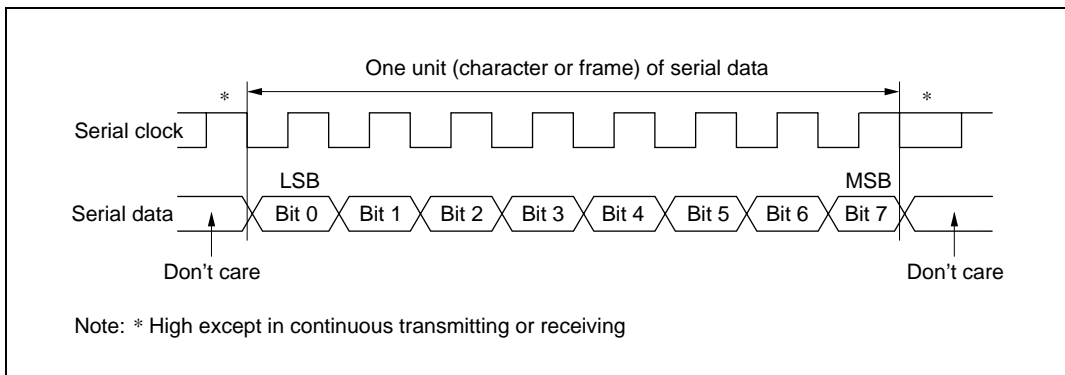 One unit (character or frame) of serial data
* *
Serial clock
LSB MSB
Serial data Bit 0 Bit 1 Bit 2 Bit 3 Bit 4 Bit 5 Bit 6 Bit 7
Don't care Don't care
Note: * High except in continuous transmitting or receiving